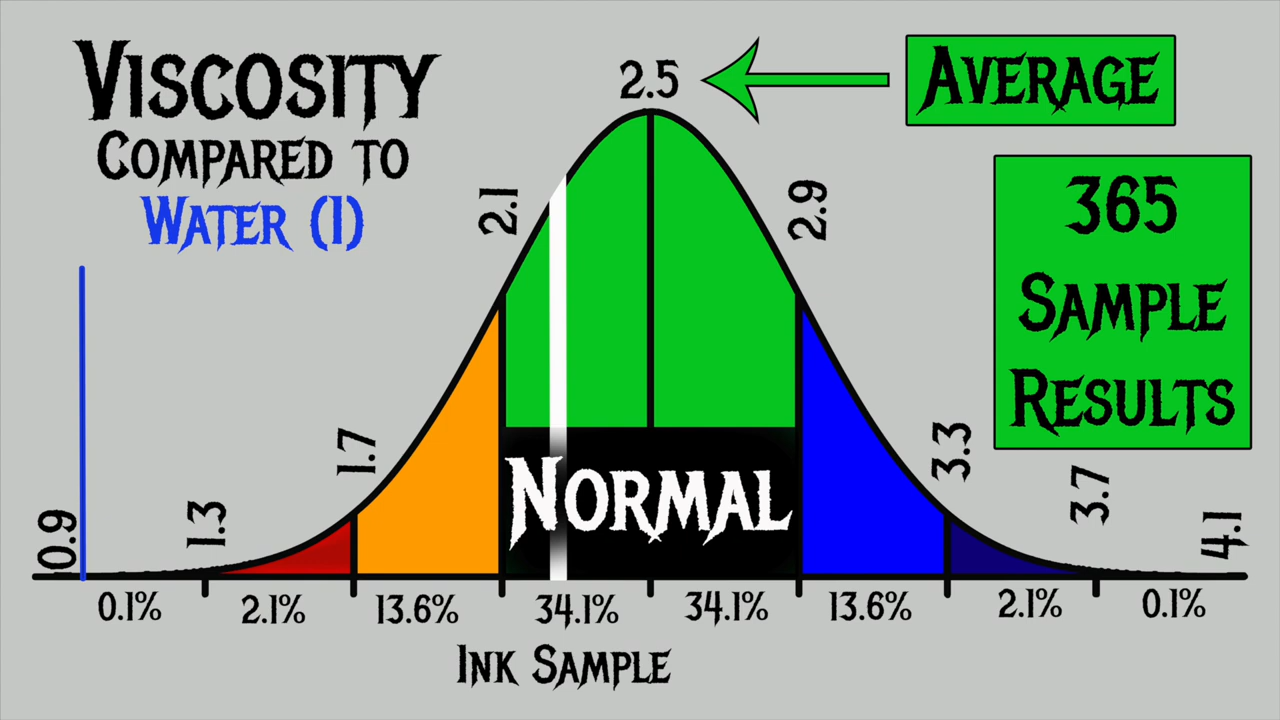 Viscosity
Compared to
Water (1)
2.5
Average
365
Sample
Results
2.1
2.9
1.7
3.3
0.9
1.3
3.7
4.1
Normal
0.1% 2.1% 13.6% 34.1% 34.1% 13.6% 2.1% 0.1%
Ink Sample